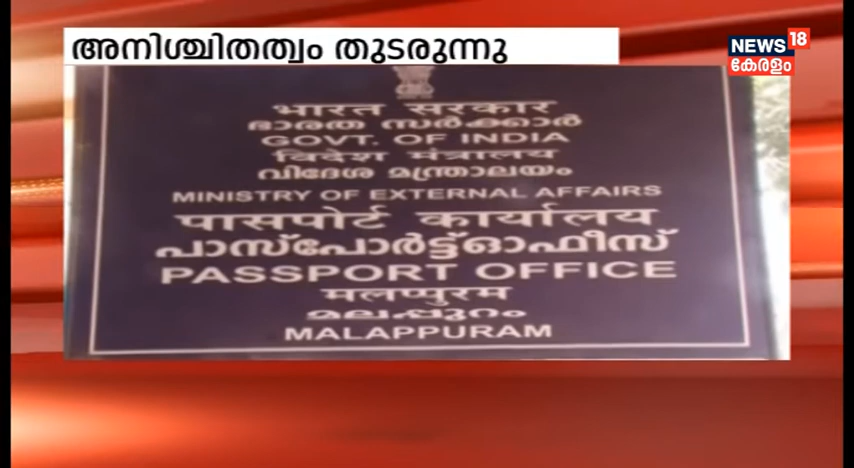 അനിശ്ചിതത്വം തുടരുന്നു
NEWS 18
കേരളം
भारत सरकार
ഭാരത സർക്കാർ
GOVT. OF INDIA
विदेश मंत्रालय
വിദേശ മന്ത്രാലയം
MINISTRY OF EXTERNAL AFFAIRS
पासपोर्ट कार्यालय
പാസ്പോർട്ട്ഓഫീസ്
PASSPORT OFFICE
मलप्पुरम
മലപ്പുറം
MALAPPURAM